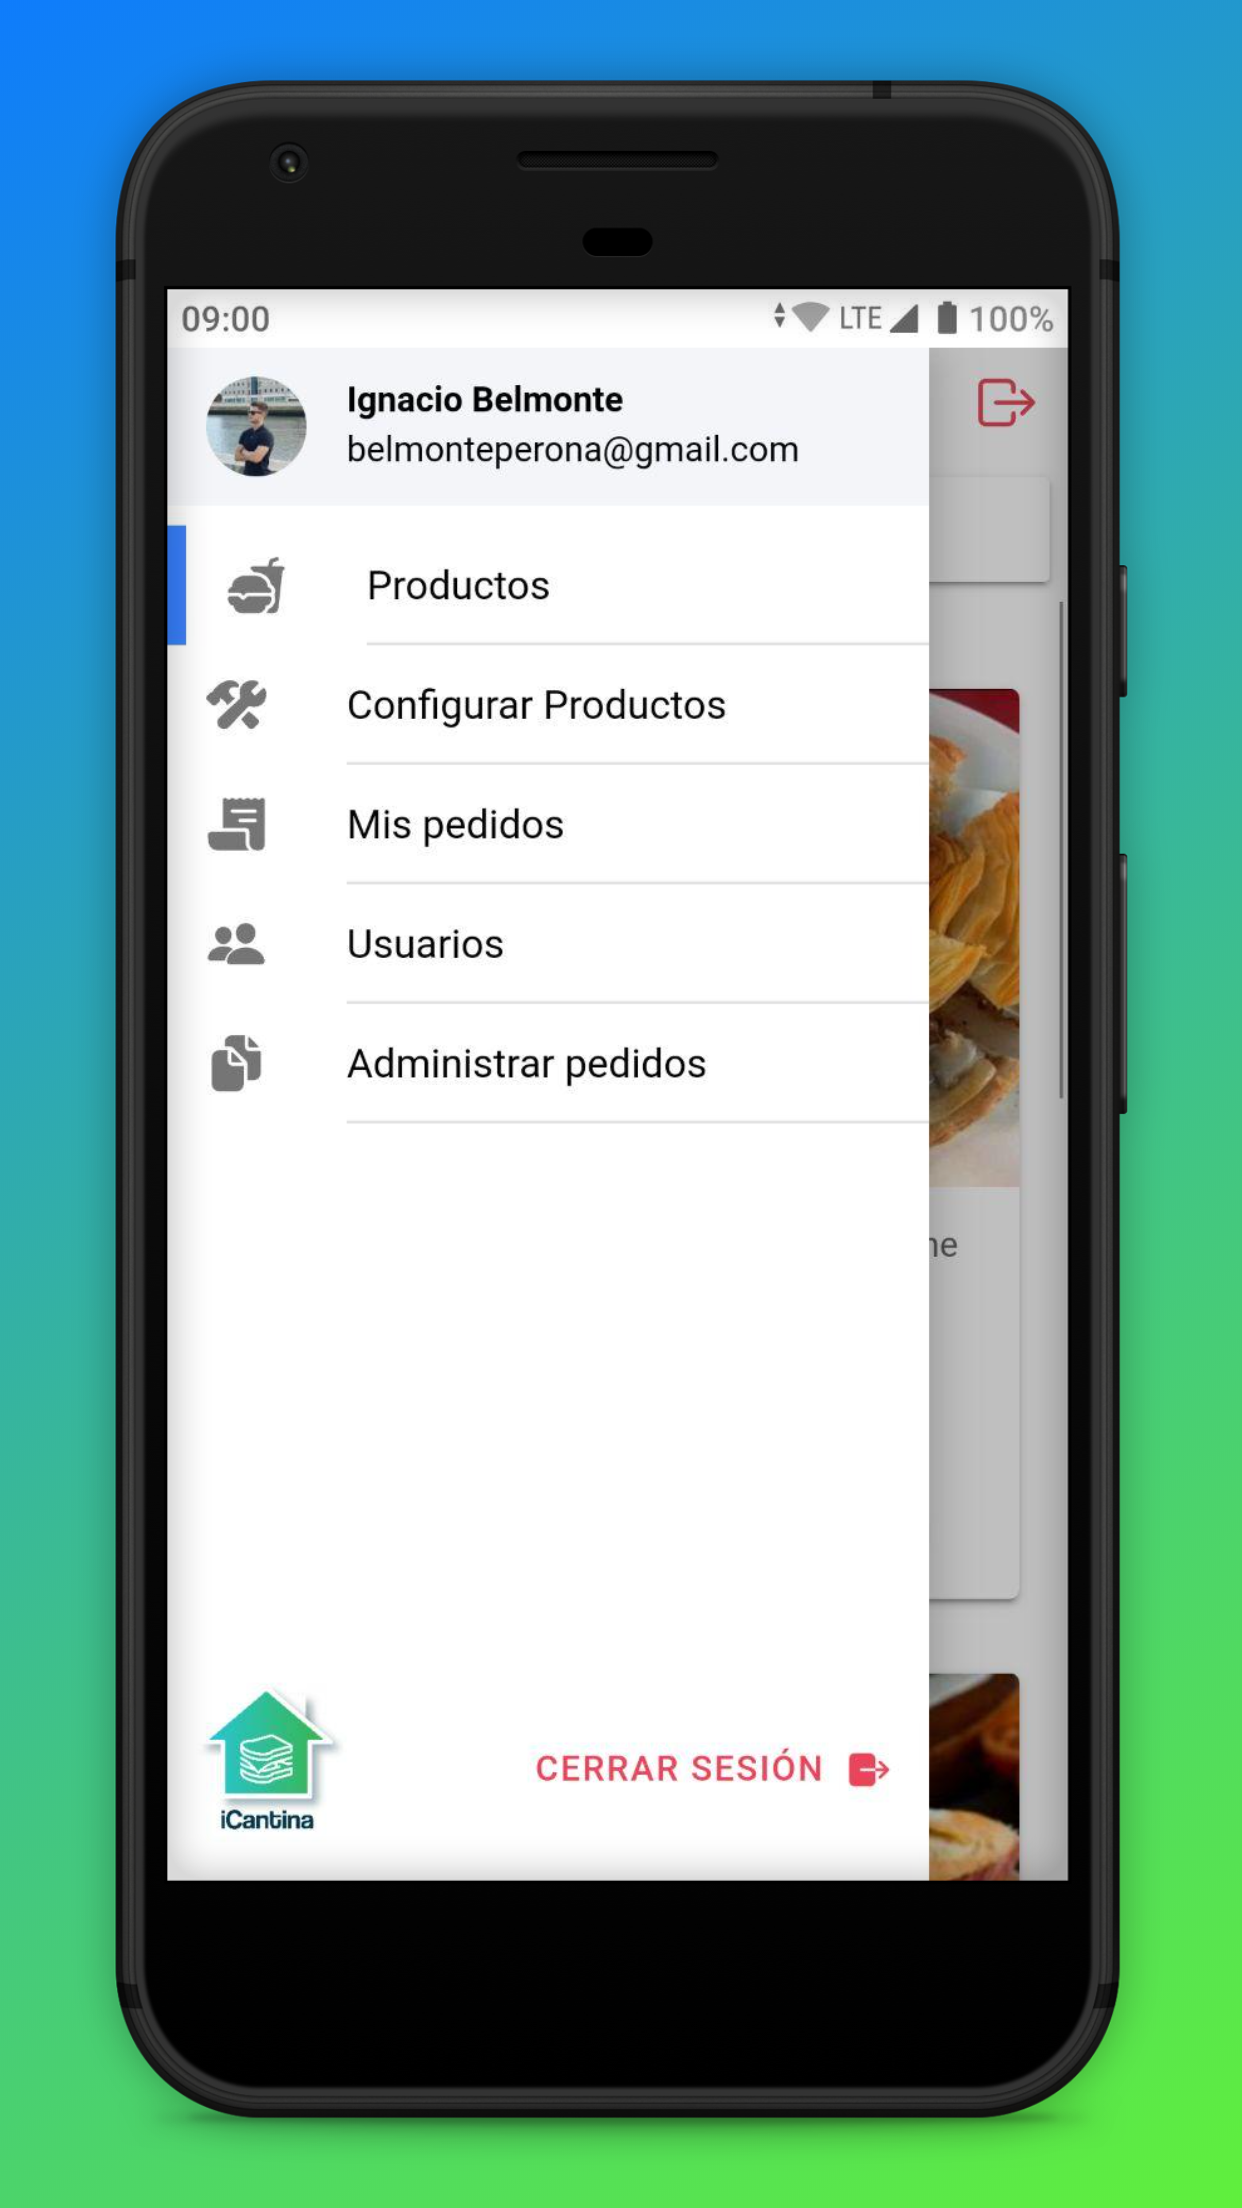 09:00
LTE 100%
Ignacio Belmonte
belmonteperona@gmail.com
Productos
Configurar Productos
Mis pedidos
Usuarios
Administrar pedidos
CERRAR SESIÓN
iCantina